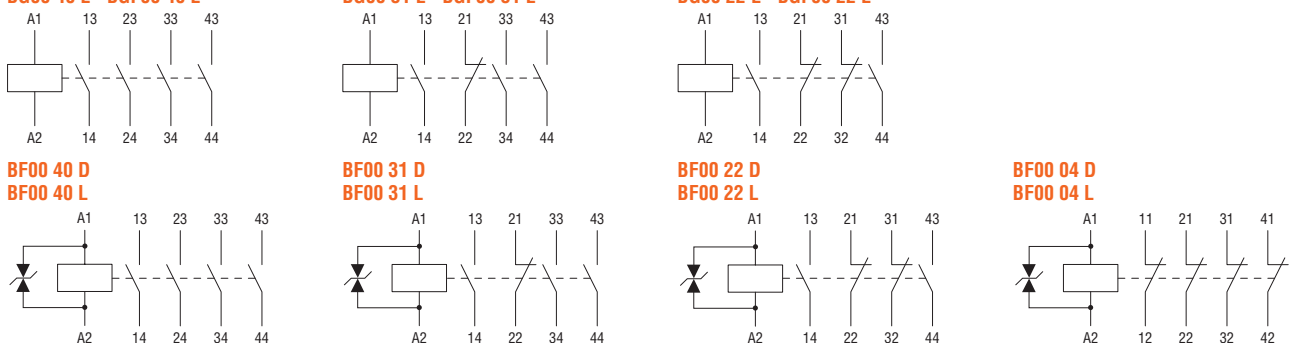 A1 13 23 33 43
A1 13 21 33 43
A1 13 21 31 43
A2 14 24 34 44
A2 14 22 34 44
A2 14 22 32 44
BF00 40 D
BF00 40 L
BF00 31 D
BF00 31 L
BF00 22 D
BF00 22 L
BF00 04 D
BF00 04 L
A1 13 23 33 43
A1 13 21 33 43
A1 13 21 31 43
A1 11 21 31 41
A2 14 24 34 44
A2 14 22 34 44
A2 14 22 32 44
A2 12 22 32 42